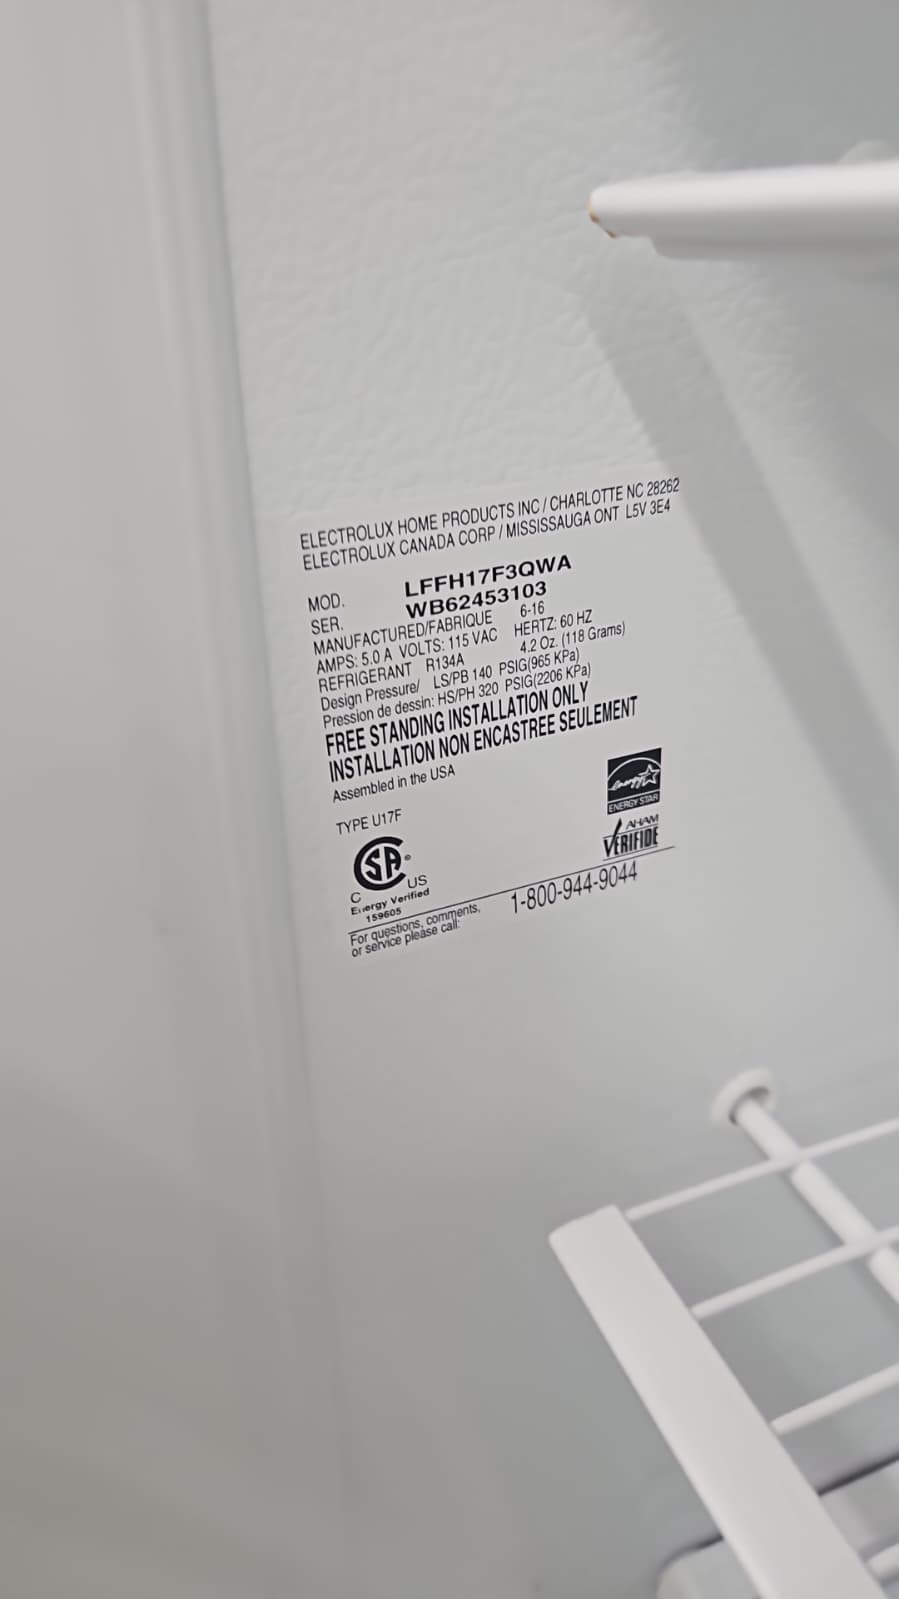 ELECTROLUX HOME PRODUCTS INC / CHARLOTTE NC 28262
ELECTROLUX CANADA CORP / MISSISSAUGA ONT L5V 3E4
MOD. LFFH17F3QWA
SER. WB62453103
MANUFACTURED/FABRIQUE 6-16
AMPS: 5.0 A VOLTS: 115 VAC HERTZ: 60 HZ
REFRIGERANT R134A 4.2 Oz. (118 Grams)
Design Pressure/ LS/PB 140 PSIG(965 KPa)
Pression de dessin: HS/PH 320 PSIG(2206 KPa)
FREE STANDING INSTALLATION ONLY
INSTALLATION NON ENCASTREE SEULEMENT
Assembled in the USA
TYPE U17F
energy
ENERGY STAR
AHAM
VERIFIDE
SA ®
C US
Energy Verified
159605
For questions, comments,
or service please call: 1-800-944-9044